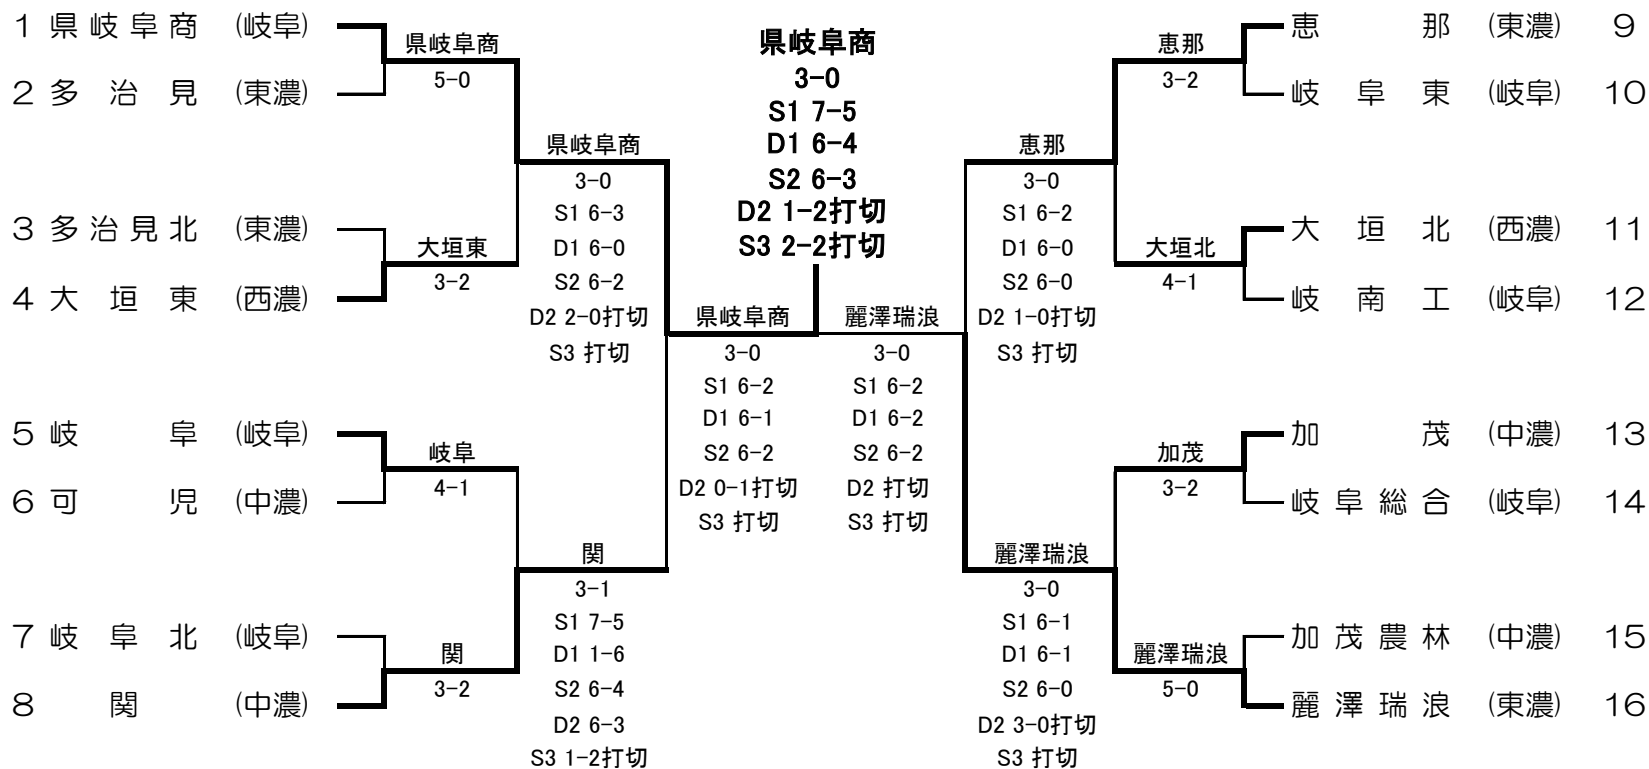 1 県岐阜商 (岐阜)
県岐阜商
5-0
2 多治見 (東濃)
県岐阜商
3-0
S1 6-3
D1 6-0
S2 6-2
D2 2-0打切
S3 打切
3 多治見北 (東濃)
大垣東
3-2
4 大垣東 (西濃)
県岐阜商
3-0
S1 6-2
D1 6-1
S2 6-2
D2 0-1打切
S3 打切
5 岐阜 (岐阜)
岐阜
4-1
6 可児 (中濃)
関
3-1
S1 7-5
D1 1-6
S2 6-4
D2 6-3
S3 1-2打切
7 岐阜北 (岐阜)
関
3-2
8 関 (中濃)
県岐阜商
3-0
S1 7-5
D1 6-4
S2 6-3
D2 1-2打切
S3 2-2打切
恵那 (東濃) 9
恵那
3-2
岐阜東 (岐阜) 10
恵那
3-0
S1 6-2
D1 6-0
S2 6-0
D2 1-0打切
S3 打切
大垣北 (西濃) 11
大垣北
4-1
岐南工 (岐阜) 12
麗澤瑞浪
3-0
S1 6-2
D1 6-2
S2 6-2
D2 打切
S3 打切
加茂 (中濃) 13
加茂
3-2
岐阜総合 (岐阜) 14
麗澤瑞浪
3-0
S1 6-1
D1 6-1
S2 6-0
D2 3-0打切
S3 打切
加茂農林 (中濃) 15
麗澤瑞浪
5-0
麗澤瑞浪 (東濃) 16